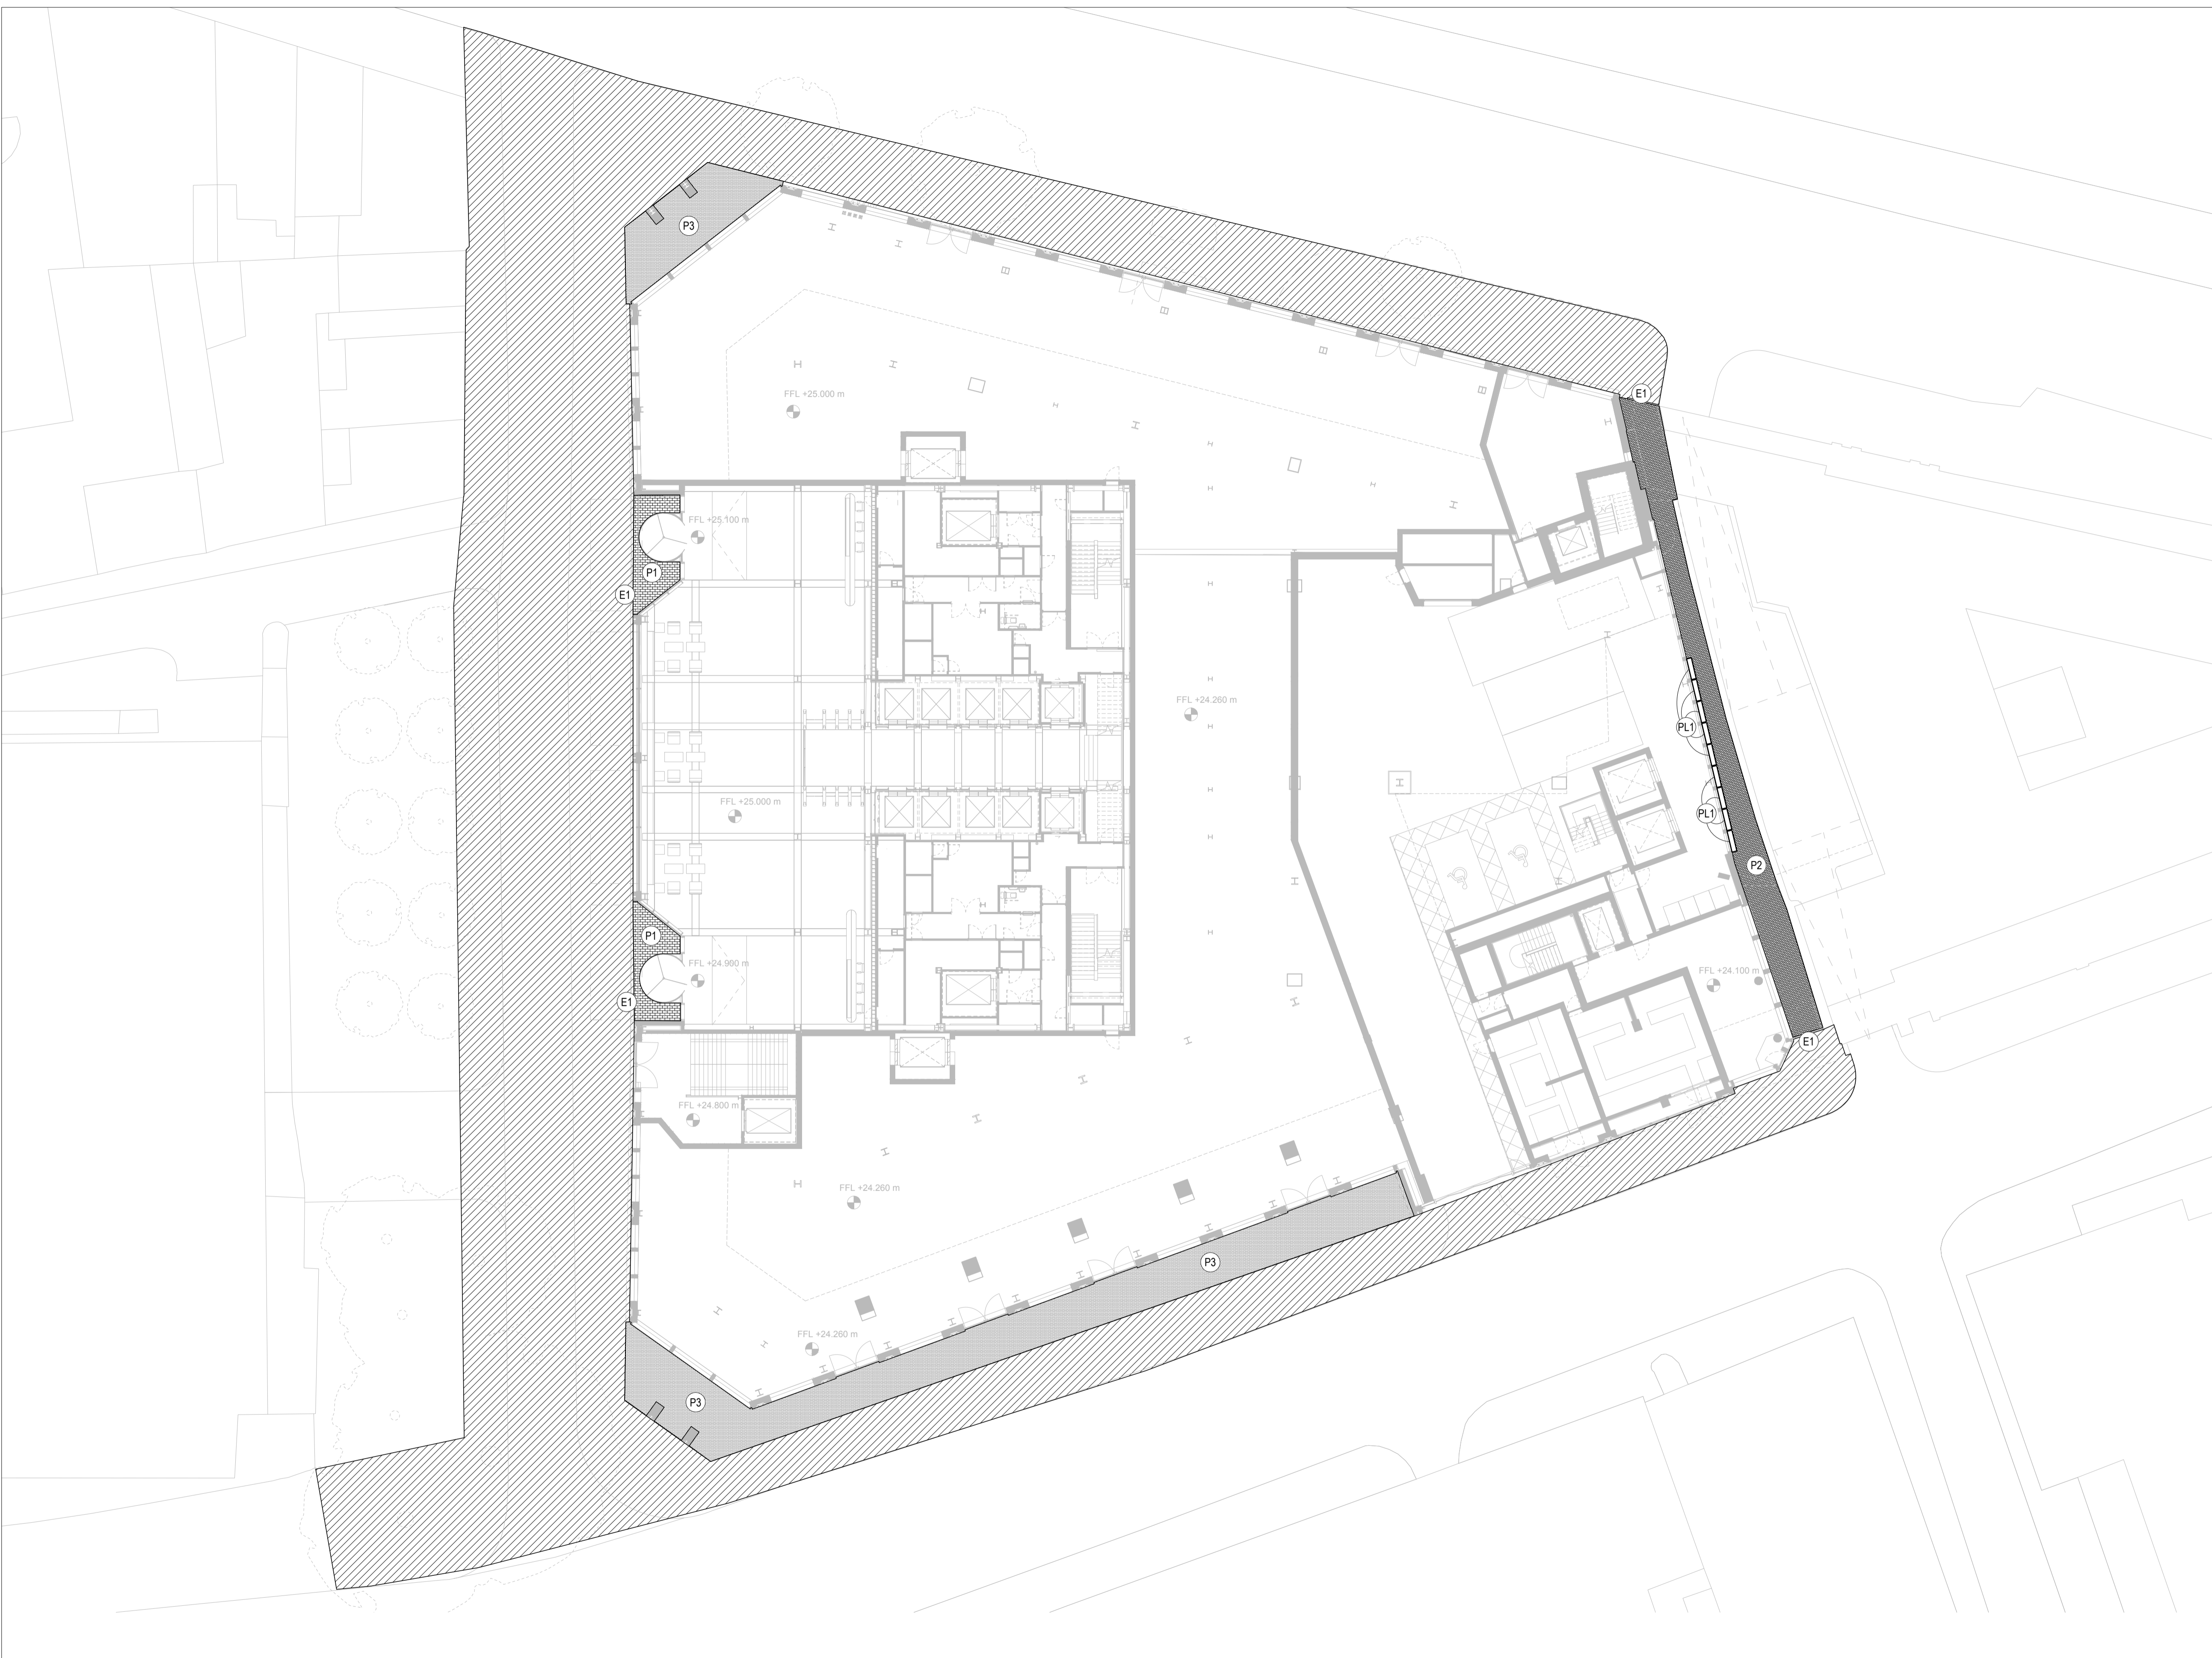 P3
E1
FFL +25.000 m
FFL +25.100 m
P1
E1
FFL +24.260 m
PL1
FFL +25.000 m
PL1
P2
P1
FFL +24.900 m
FFL +24.100 m
E1
E1
FFL +24.800 m
FFL +24.260 m
P3
FFL +24.260 m
P3